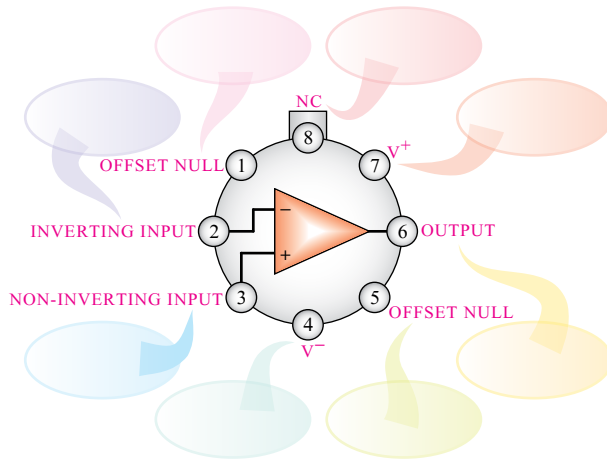 NC
8
OFFSET NULL
1
7
V+
INVERTING INPUT
2
−
6
OUTPUT
+
NON-INVERTING INPUT
3
5
OFFSET NULL
4
V−